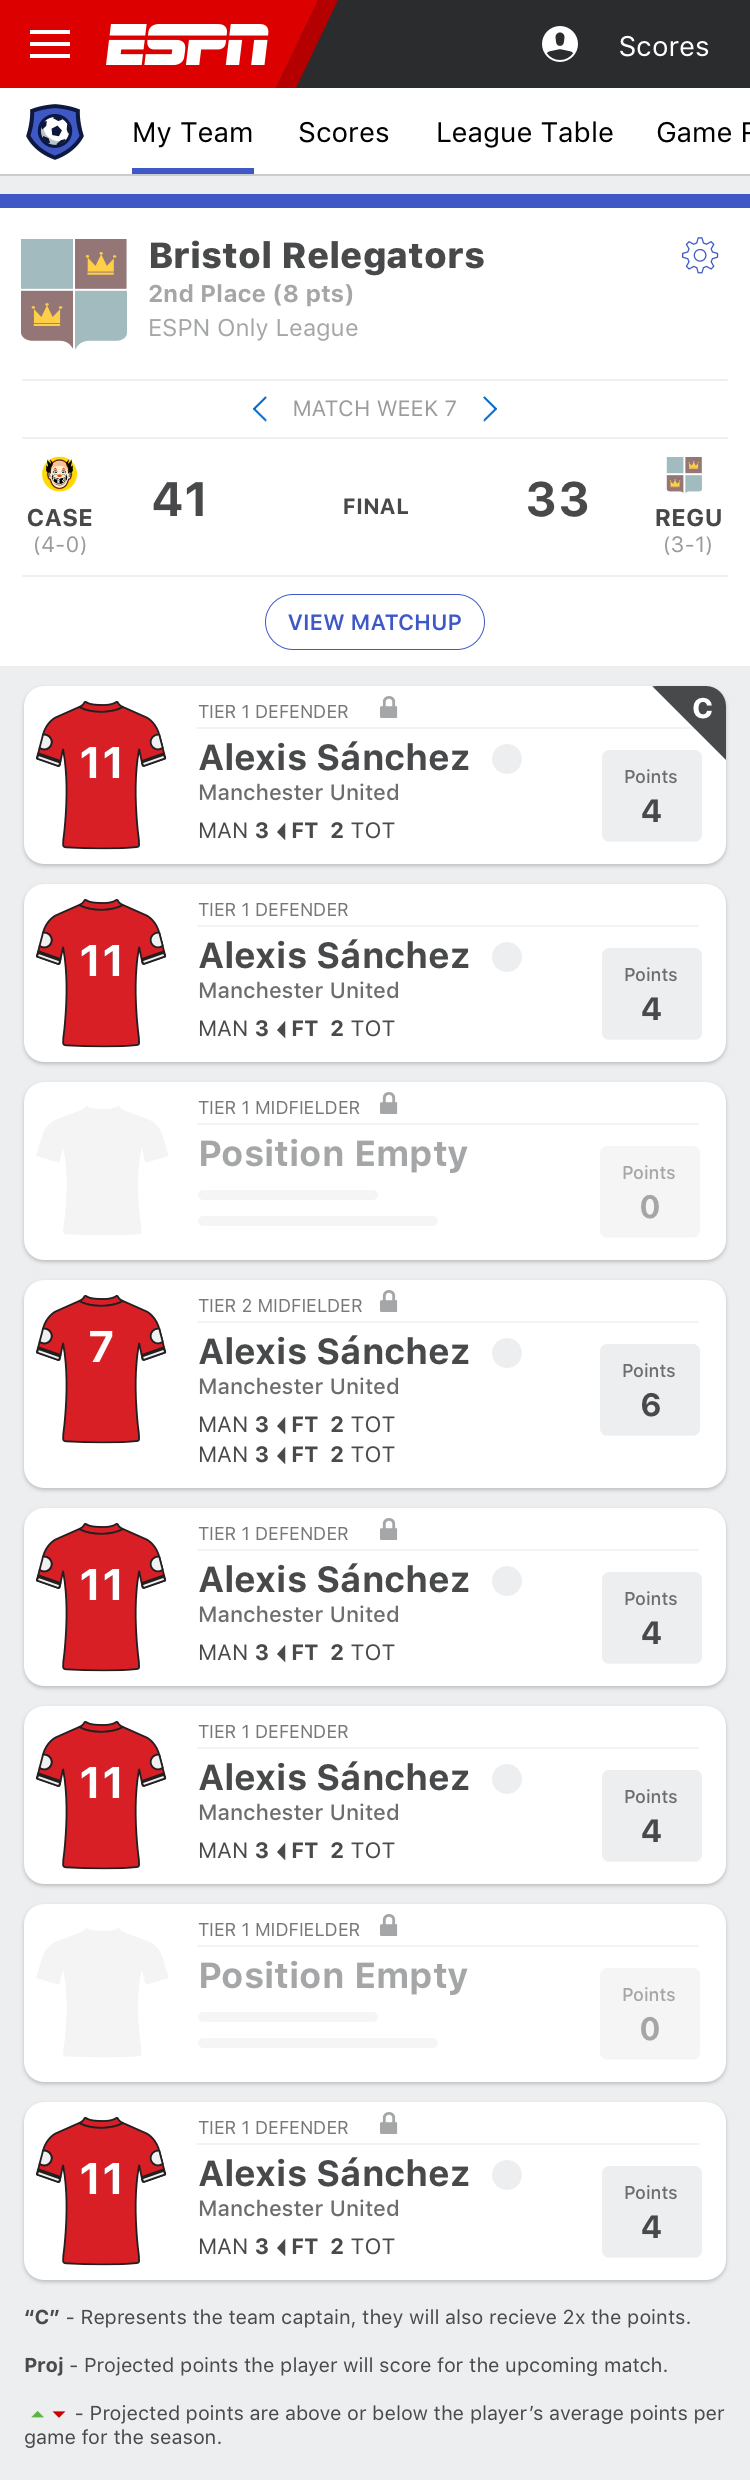 ESPN
Scores
My Team Scores League Table Game
Bristol Relegators
2nd Place (8 pts)
ESPN Only League
MATCH WEEK 7
CASE
(4-0)
41
FINAL
33
REGU
(3-1)
VIEW MATCHUP
11
TIER 1 DEFENDER
C
Alexis Sánchez
Manchester United
MAN 3 FT 2 TOT
Points
4
11
TIER 1 DEFENDER
Alexis Sánchez
Manchester United
MAN 3 FT 2 TOT
Points
4
TIER 1 MIDFIELDER
Position Empty
Points
0
7
TIER 2 MIDFIELDER
Alexis Sánchez
Manchester United
MAN 3 FT 2 TOT
MAN 3 FT 2 TOT
Points
6
11
TIER 1 DEFENDER
Alexis Sánchez
Manchester United
MAN 3 FT 2 TOT
Points
4
11
TIER 1 DEFENDER
Alexis Sánchez
Manchester United
MAN 3 FT 2 TOT
Points
4
TIER 1 MIDFIELDER
Position Empty
Points
0
11
TIER 1 DEFENDER
Alexis Sánchez
Manchester United
MAN 3 FT 2 TOT
Points
4
“C” - Represents the team captain, they will also recieve 2x the points.
Proj - Projected points the player will score for the upcoming match.
- Projected points are above or below the player’s average points per
game for the season.